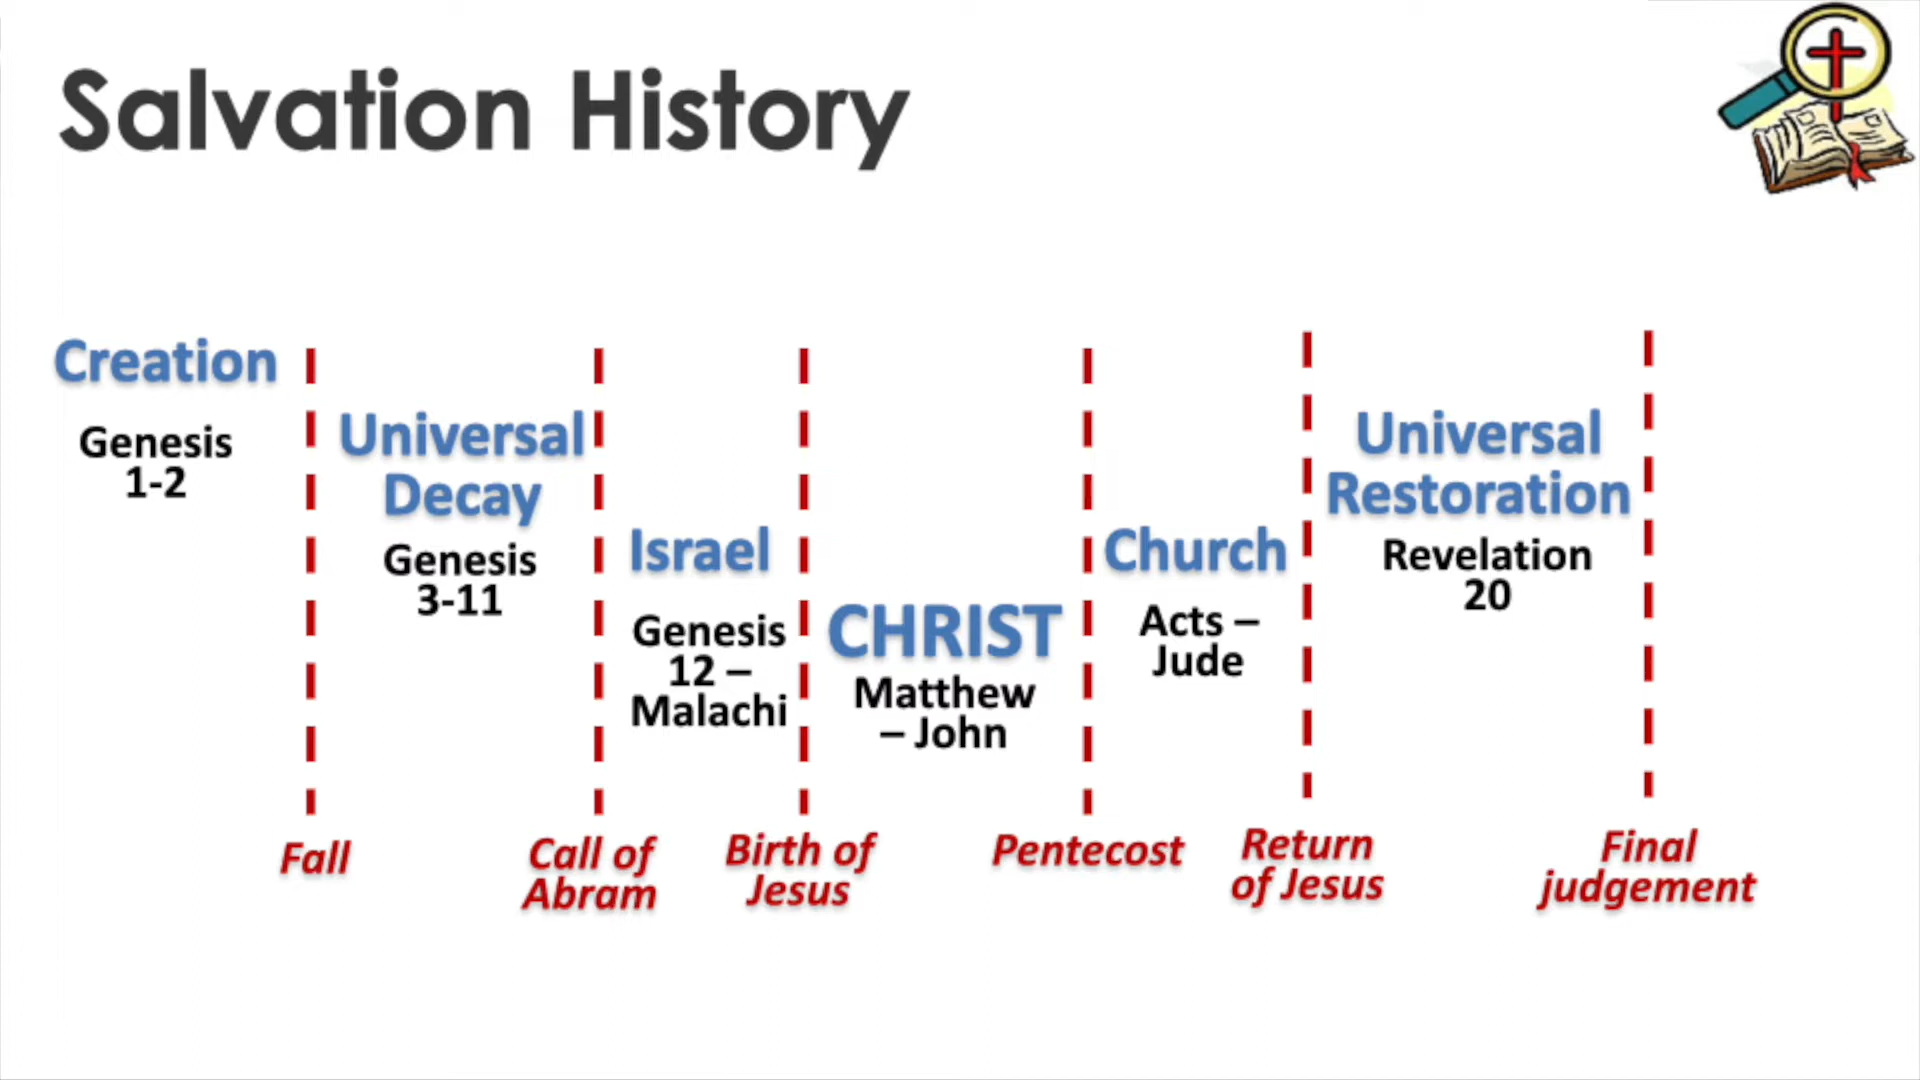 Salvation History
Creation
Genesis
1-2
Universal
Decay
Genesis
3-11
Israel
Genesis
12 –
Malachi
CHRIST
Matthew
– John
Church
Acts –
Jude
Universal
Restoration
Revelation
20
Fall
Call of
Abram
Birth of
Jesus
Pentecost
Return
of Jesus
Final
judgement